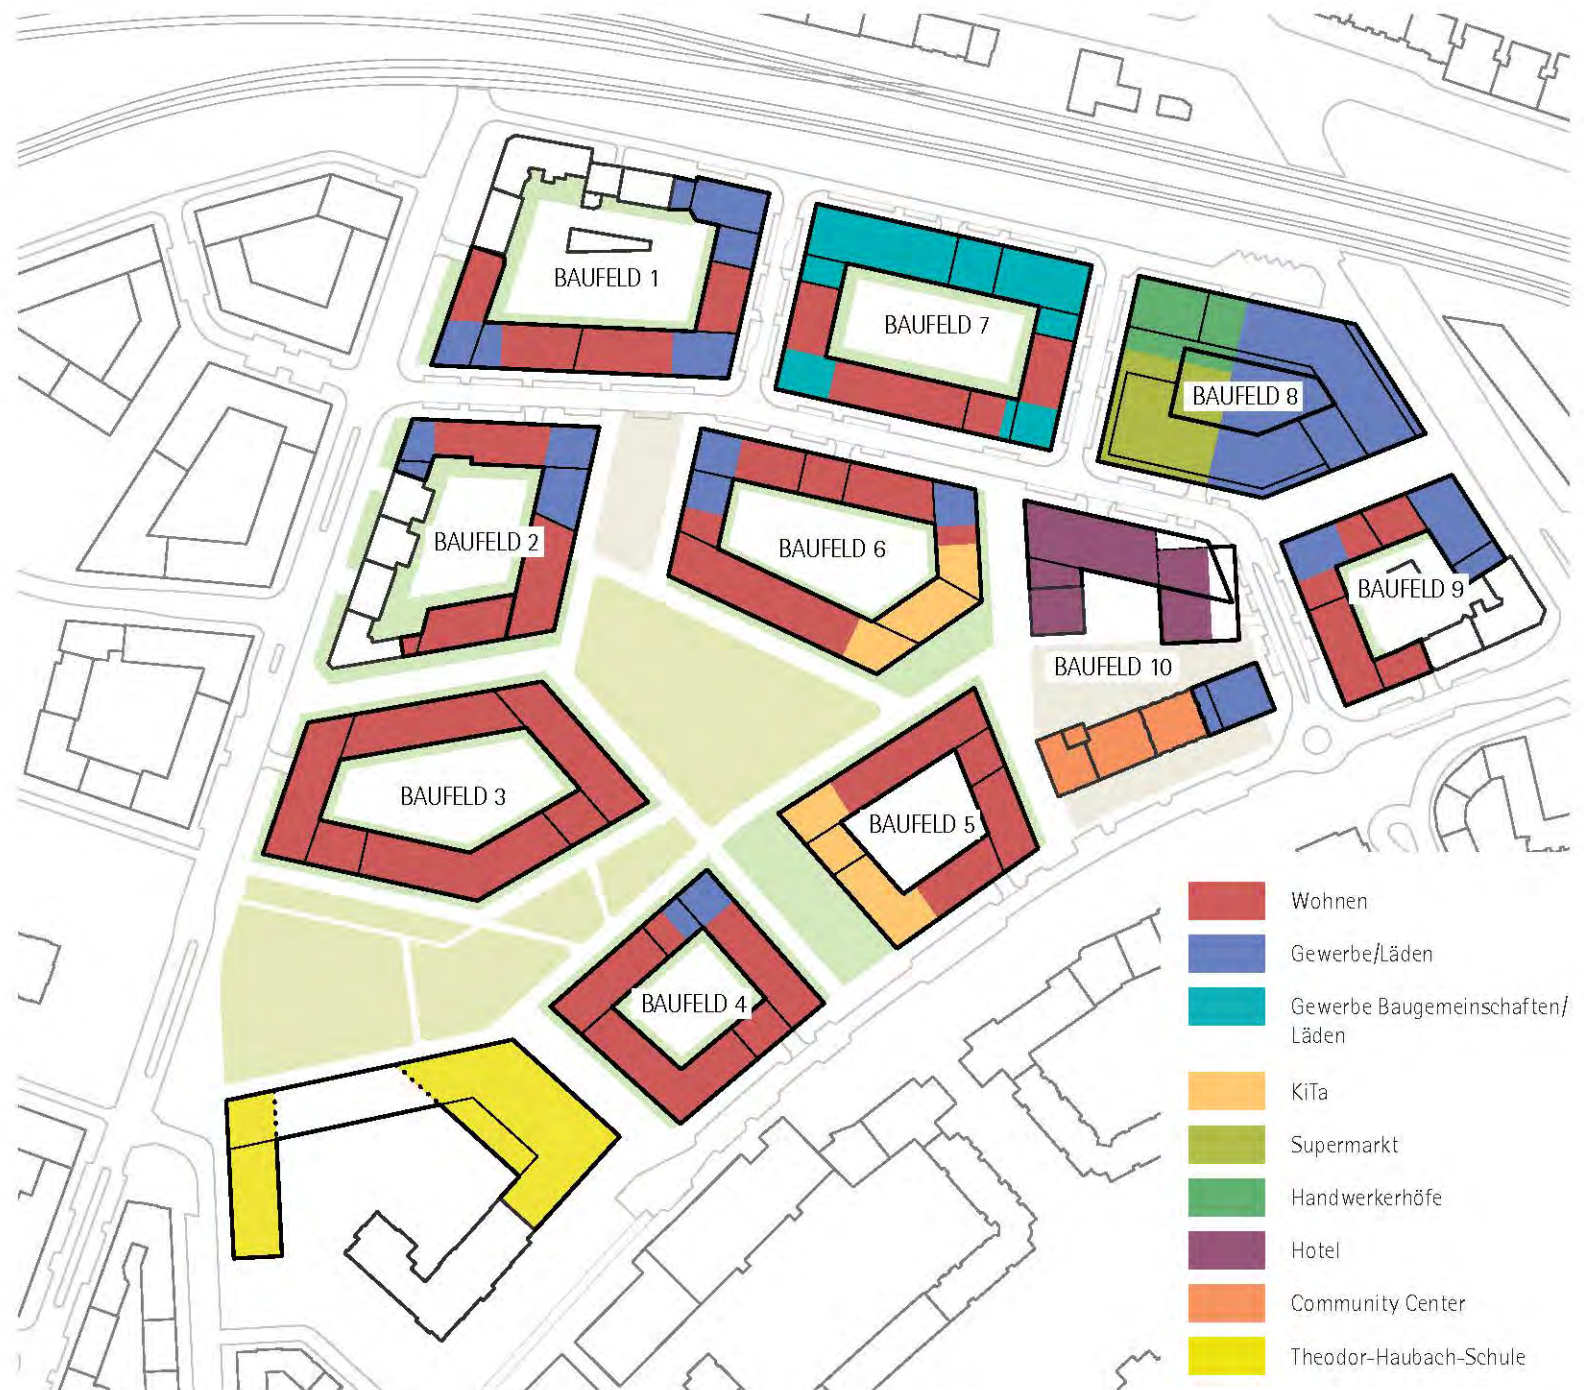 BAUFELD 1
BAUFELD 7
BAUFELD 8
BAUFELD 2
BAUFELD 6
BAUFELD 9
BAUFELD 10
BAUFELD 3
BAUFELD 5
BAUFELD 4
Wohnen
Gewerbe/Läden
Gewerbe Baugemeinschaften/
Läden
KiTa
Supermarkt
Handwerkerhöfe
Hotel
Community Center
Theodor-Haubach-Schule